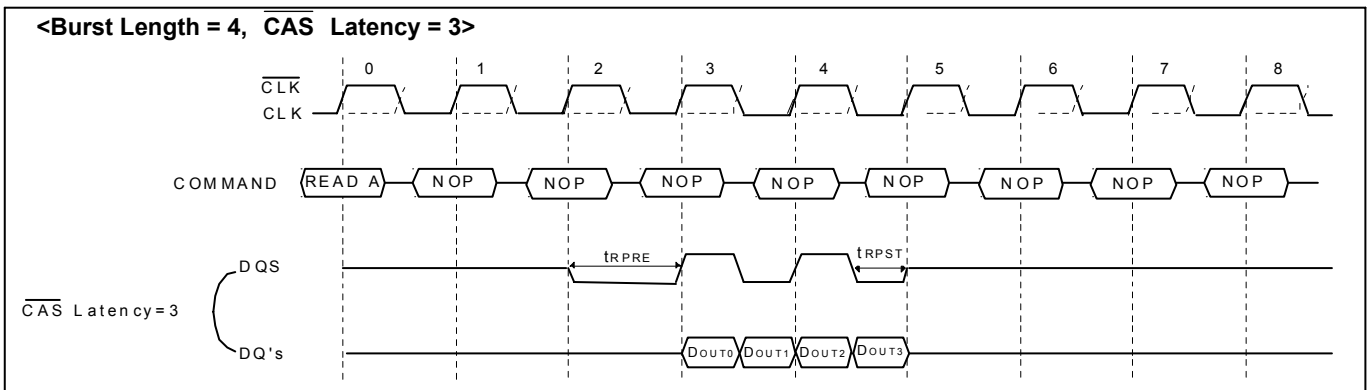 <Burst Length = 4, CAS Latency = 3>
0 1 2 3 4 5 6 7 8
CLK
CLK
COMMAND READ A NOP NOP NOP NOP NOP NOP NOP NOP
DQS tRPRE tRPST
CAS Latency=3
DQ's DOUT0 DOUT1 DOUT2 DOUT3